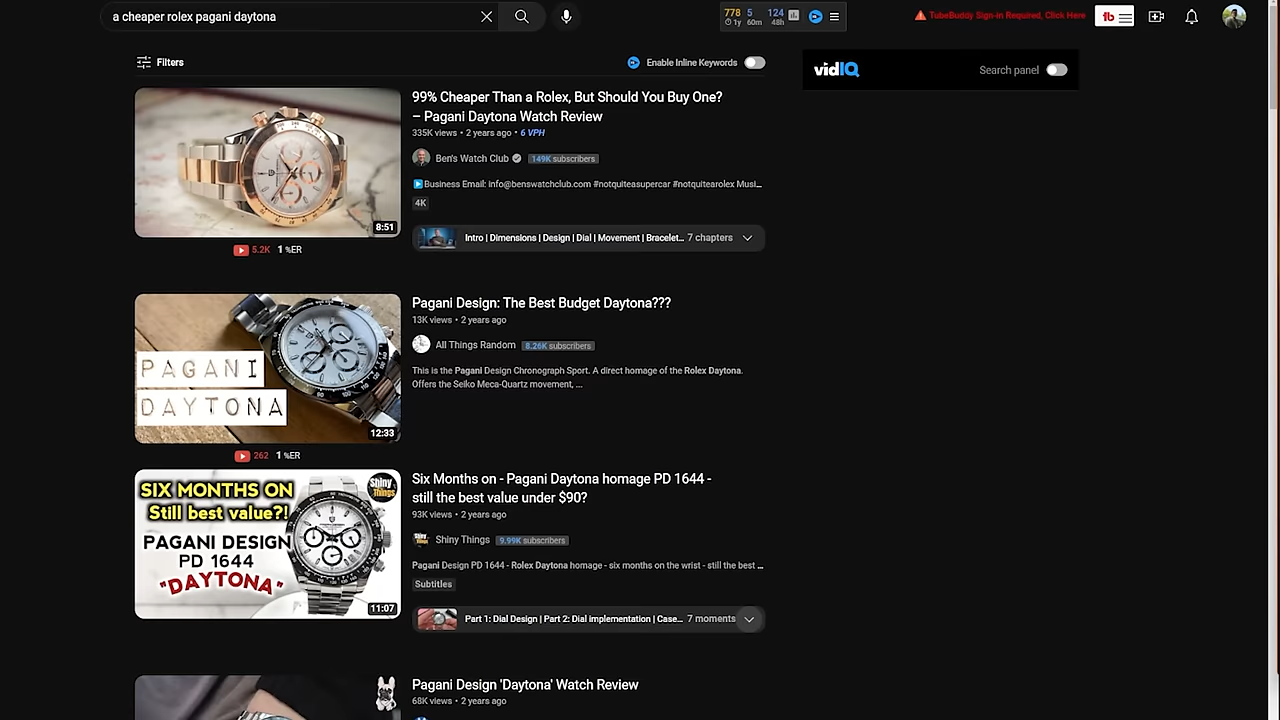 a cheaper rolex pagani daytona
778 5 124
1y 60m 48h
TubeBuddy Sign-in Required, Click Here
tb
Filters
Enable Inline Keywords
vidIQ
Search panel
99% Cheaper Than a Rolex, But Should You Buy One?
– Pagani Daytona Watch Review
335K views • 2 years ago • 6 VPH
Ben's Watch Club
149K subscribers
Business Email: info@benswatchclub.com #notquiteasupercar #notquitearolex Musi...
4K
8:51
Intro | Dimensions | Design | Dial | Movement | Bracelet... 7 chapters
5.2K 1 %ER
Pagani Design: The Best Budget Daytona???
13K views • 2 years ago
All Things Random
8.26K subscribers
This is the Pagani Design Chronograph Sport. A direct homage of the Rolex Daytona.
Offers the Seiko Meca-Quartz movement, ...
PAGANI
DAYTONA
12:33
262 1 %ER
SIX MONTHS ON
Still best value?!
PAGANI DESIGN
PD 1644
"DAYTONA"
Shiny
Things
11:07
Six Months on - Pagani Daytona homage PD 1644 -
still the best value under $90?
93K views • 2 years ago
Shiny Things
9.99K subscribers
Pagani Design PD 1644 - Rolex Daytona homage - six months on the wrist - still the best ...
Subtitles
Part 1: Dial Design | Part 2: Dial implementation | Case... 7 moments
Pagani Design 'Daytona' Watch Review
68K views • 2 years ago